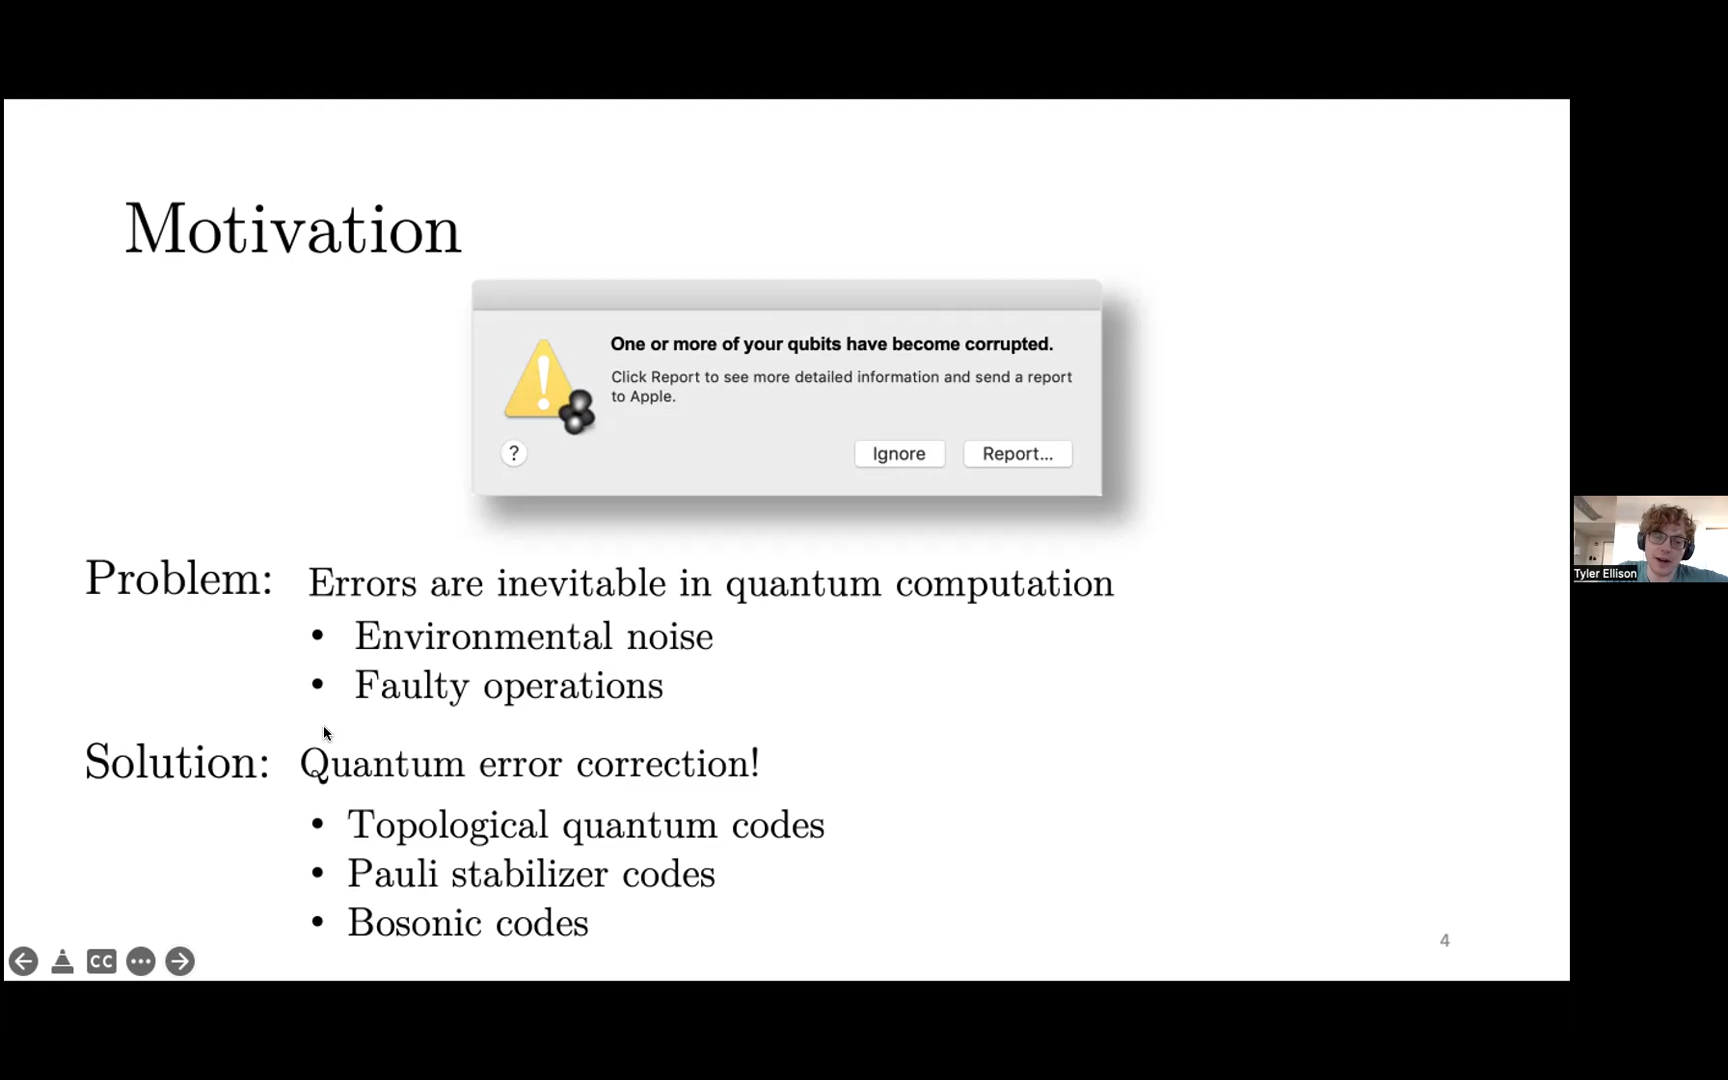 Motivation
One or more of your qubits have become corrupted.
Click Report to see more detailed information and send a report
to Apple.
?
Ignore
Report...
Problem: Errors are inevitable in quantum computation
• Environmental noise
• Faulty operations
Solution: Quantum error correction!
• Topological quantum codes
• Pauli stabilizer codes
• Bosonic codes
4
CC
Tyler Ellison